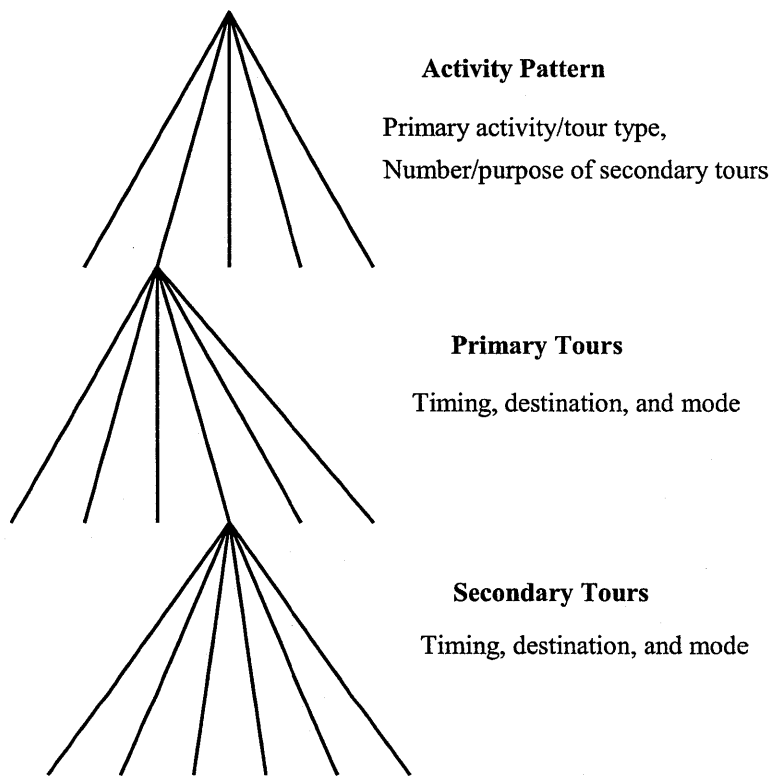 Activity Pattern
Primary activity/tour type,
Number/purpose of secondary tours
Primary Tours
Timing, destination, and mode
Secondary Tours
Timing, destination, and mode